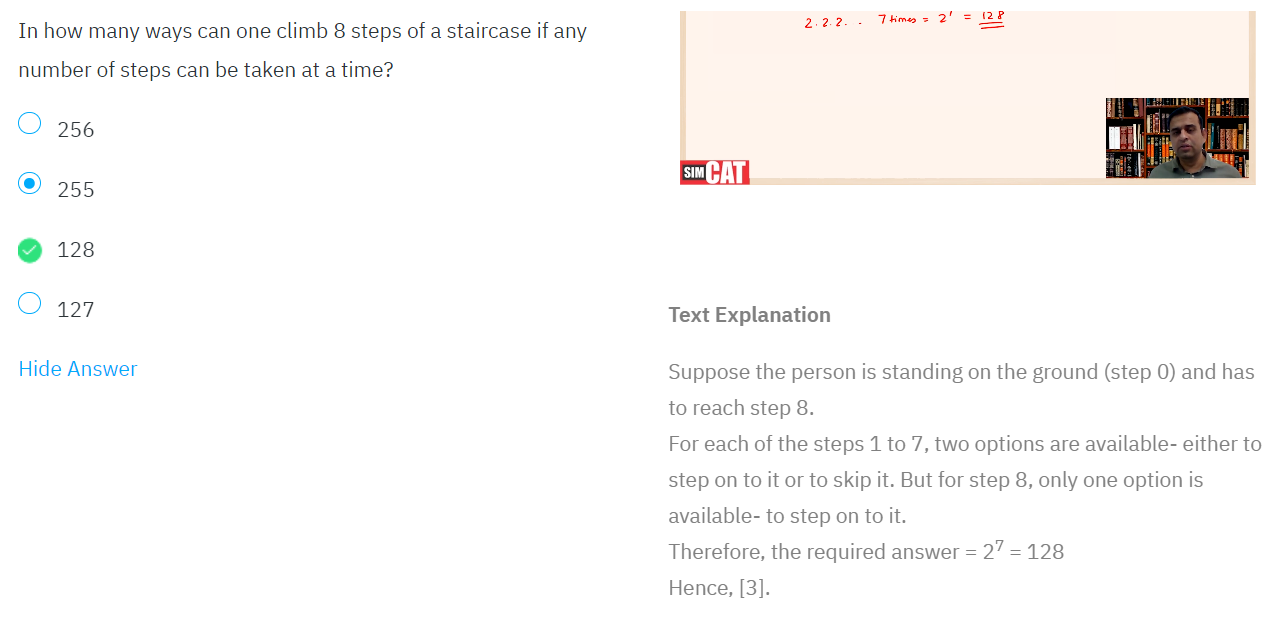 In how many ways can one climb 8 steps of a staircase if any
number of steps can be taken at a time?
256
255
128
127
Hide Answer
2.2.2. . 7 times = 2' = 128
SIM CAT
Text Explanation
Suppose the person is standing on the ground (step 0) and has
to reach step 8.
For each of the steps 1 to 7, two options are available- either to
step on to it or to skip it. But for step 8, only one option is
available- to step on to it.
Therefore, the required answer = 2⁷ = 128
Hence, [3].